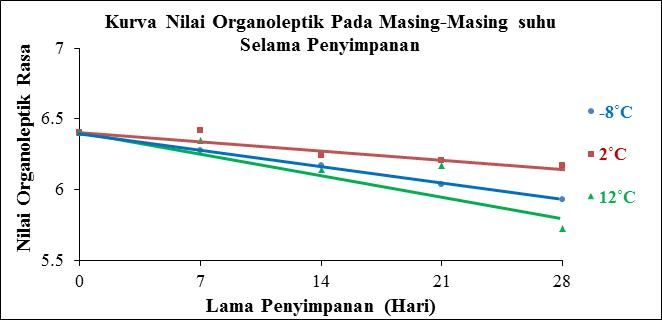 Kurva Nilai Organoleptik Pada Masing-Masing suhu
Selama Penyimpanan
Nilai Organoleptik Rasa
7
6.5
6
5.5
0 7 14 21 28
Lama Penyimpanan (Hari)
-8˚C
2˚C
12˚C